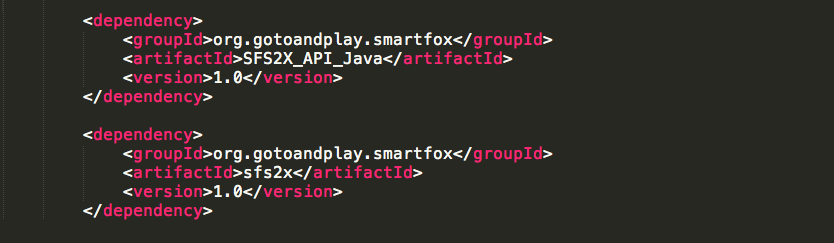 <dependency>
<groupId>org.gotoandplay.smartfox</groupId>
<artifactId>SFS2X_API_Java</artifactId>
<version>1.0</version>
</dependency>
<dependency>
<groupId>org.gotoandplay.smartfox</groupId>
<artifactId>sfs2x</artifactId>
<version>1.0</version>
</dependency>